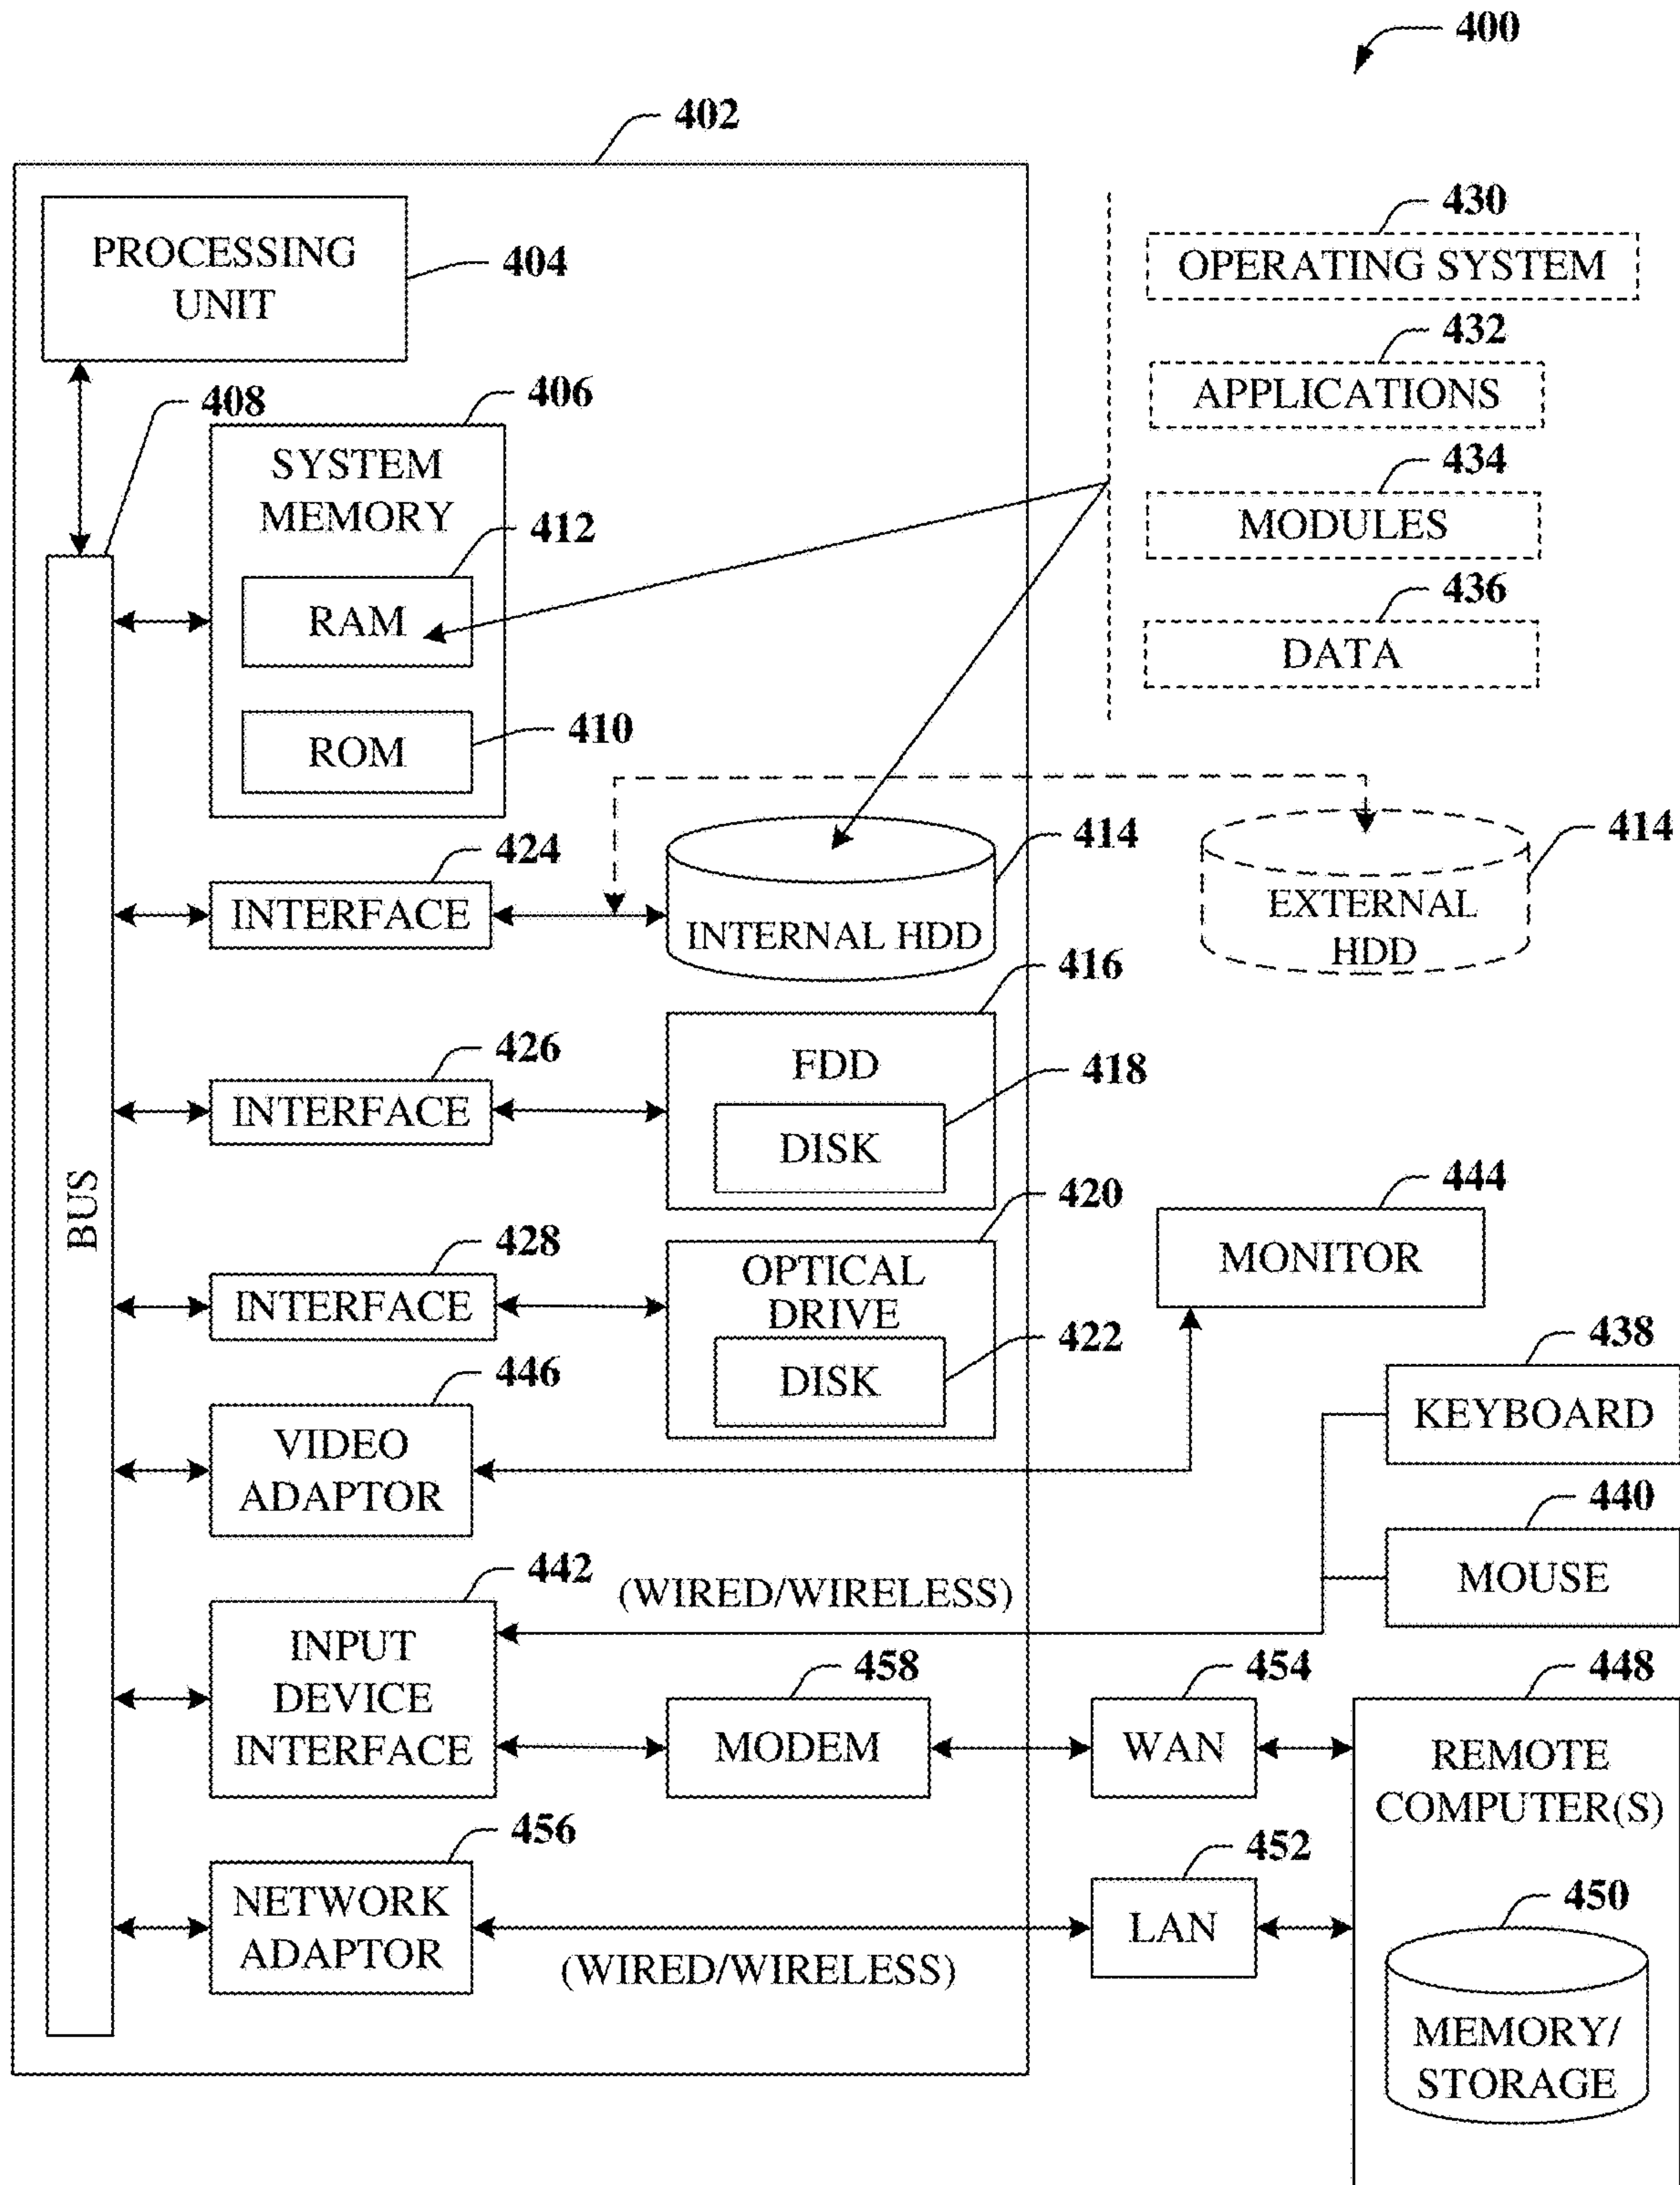 400
402
PROCESSING
UNIT
404
430
OPERATING SYSTEM
432
APPLICATIONS
434
MODULES
436
DATA
408
406
SYSTEM
MEMORY
412
RAM
410
ROM
424
INTERFACE
414
INTERNAL HDD
414
EXTERNAL
HDD
416
FDD
418
DISK
426
INTERFACE
BUS
420
OPTICAL
DRIVE
422
DISK
428
INTERFACE
444
MONITOR
446
VIDEO
ADAPTOR
438
KEYBOARD
440
MOUSE
442
(WIRED/WIRELESS)
INPUT
DEVICE
INTERFACE
458
MODEM
454
WAN
448
REMOTE
COMPUTER(S)
456
NETWORK
ADAPTOR
(WIRED/WIRELESS)
452
LAN
450
MEMORY/
STORAGE